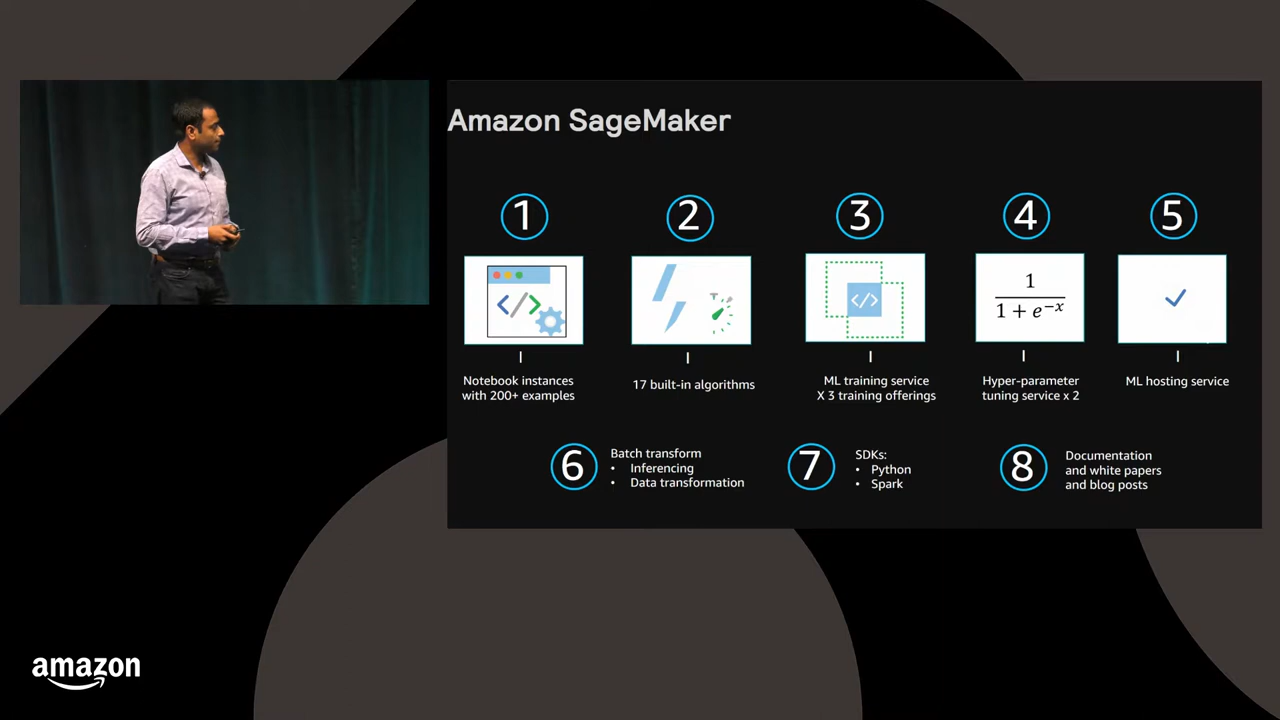 Amazon SageMaker
1
2
3
4
5
</>
</>
1
1 + e^−x
Notebook instances
with 200+ examples
17 built-in algorithms
ML training service
X 3 training offerings
Hyper-parameter
tuning service x 2
ML hosting service
6
Batch transform
• Inferencing
• Data transformation
7
SDKs:
• Python
• Spark
8
Documentation
and white papers
and blog posts
amazon